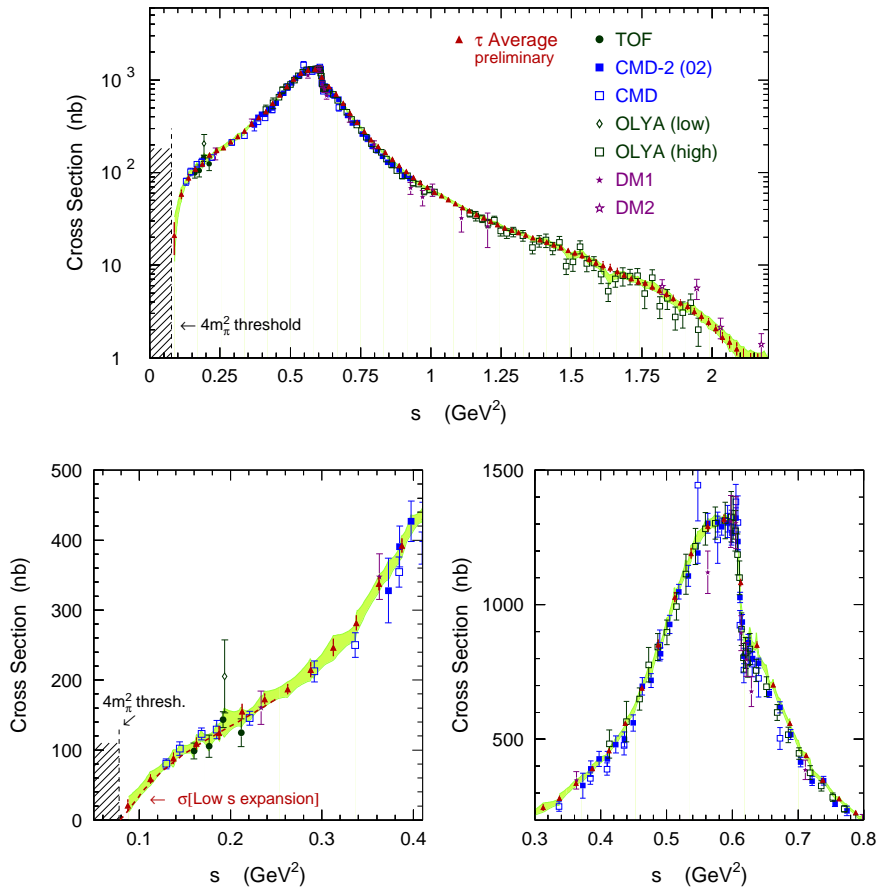 Cross Section (nb)
10³
10²
10
1
τ Average
preliminary
TOF
CMD-2 (02)
CMD
OLYA (low)
OLYA (high)
DM1
DM2
← 4m²π threshold
0 0.25 0.5 0.75 1 1.25 1.5 1.75 2
s (GeV²)
Cross Section (nb)
500
400
300
200
100
0
4m²π thresh.
← σ[Low s expansion]
0.1 0.2 0.3 0.4
s (GeV²)
Cross Section (nb)
1500
1000
500
0.3 0.4 0.5 0.6 0.7 0.8
s (GeV²)